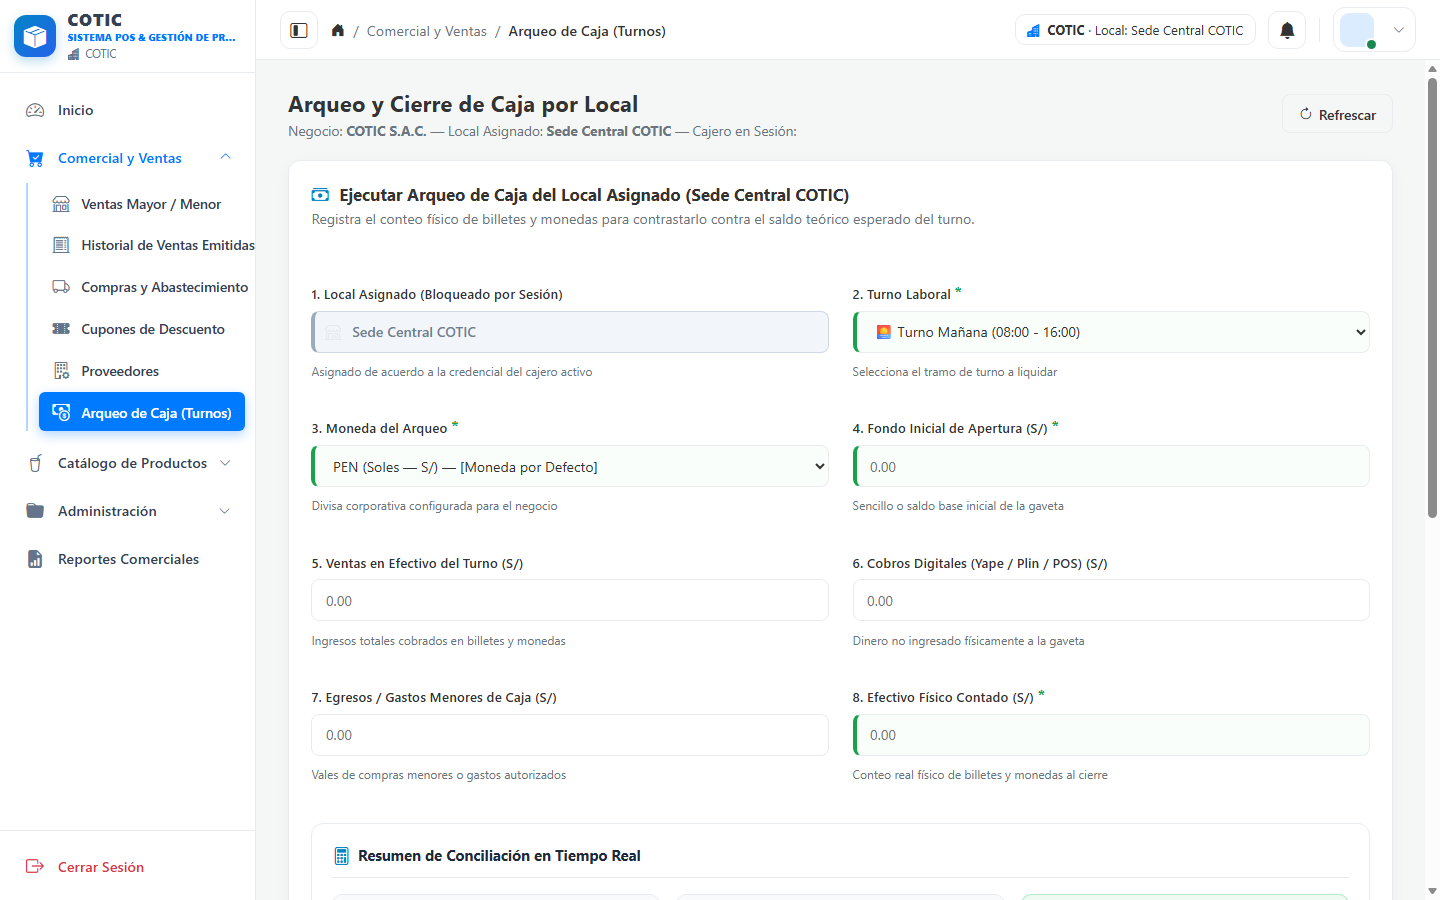 COTIC
SISTEMA POS & GESTIÓN DE PR...
COTIC
Inicio
Comercial y Ventas
Ventas Mayor / Menor
Historial de Ventas Emitidas
Compras y Abastecimiento
Cupones de Descuento
Proveedores
Arqueo de Caja (Turnos)
Catálogo de Productos
Administración
Reportes Comerciales
Cerrar Sesión
/ Comercial y Ventas / Arqueo de Caja (Turnos)
COTIC · Local: Sede Central COTIC
Arqueo y Cierre de Caja por Local
Negocio: COTIC S.A.C. — Local Asignado: Sede Central COTIC — Cajero en Sesión:
Refrescar
Ejecutar Arqueo de Caja del Local Asignado (Sede Central COTIC)
Registra el conteo físico de billetes y monedas para contrastarlo contra el saldo teórico esperado del turno.
1. Local Asignado (Bloqueado por Sesión)
Sede Central COTIC
Asignado de acuerdo a la credencial del cajero activo
2. Turno Laboral *
Turno Mañana (08:00 - 16:00)
Selecciona el tramo de turno a liquidar
3. Moneda del Arqueo *
PEN (Soles — S/) — [Moneda por Defecto]
Divisa corporativa configurada para el negocio
4. Fondo Inicial de Apertura (S/) *
0.00
Sencillo o saldo base inicial de la gaveta
5. Ventas en Efectivo del Turno (S/)
0.00
Ingresos totales cobrados en billetes y monedas
6. Cobros Digitales (Yape / Plin / POS) (S/)
0.00
Dinero no ingresado físicamente a la gaveta
7. Egresos / Gastos Menores de Caja (S/)
0.00
Vales de compras menores o gastos autorizados
8. Efectivo Físico Contado (S/) *
0.00
Conteo real físico de billetes y monedas al cierre
Resumen de Conciliación en Tiempo Real